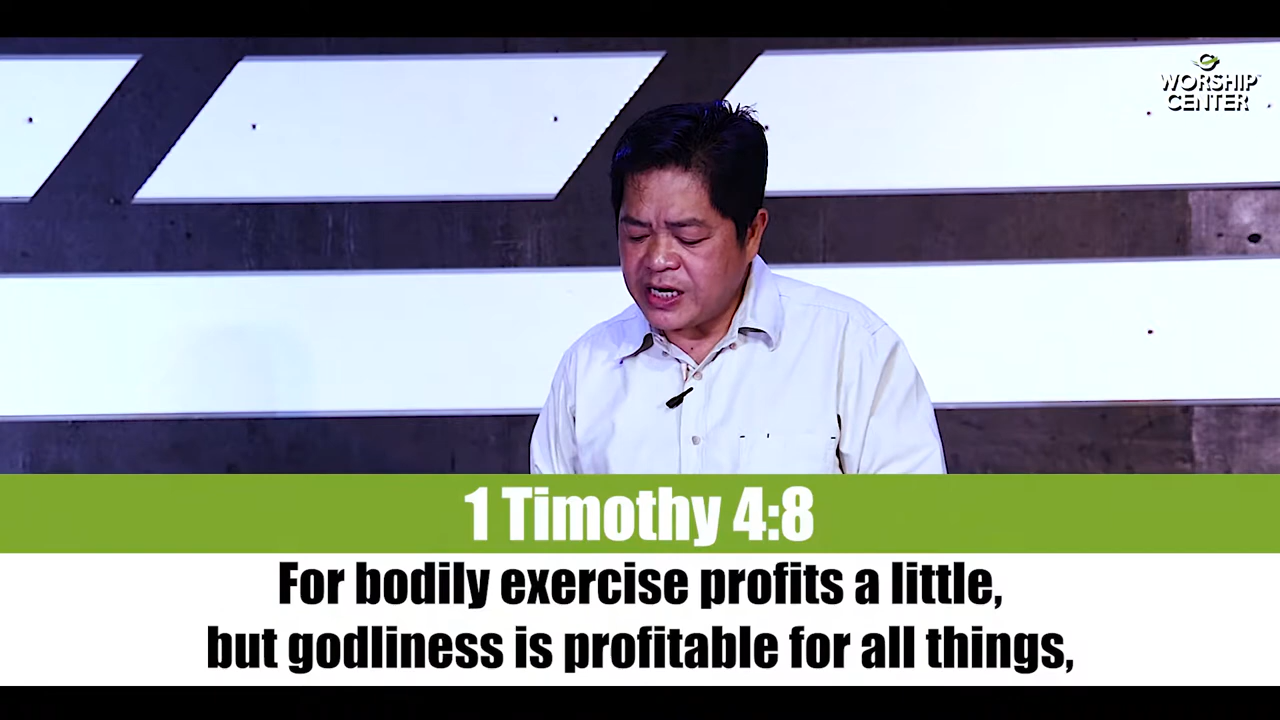 WORSHIP
CENTER
1 Timothy 4:8
For bodily exercise profits a little,
but godliness is profitable for all things,